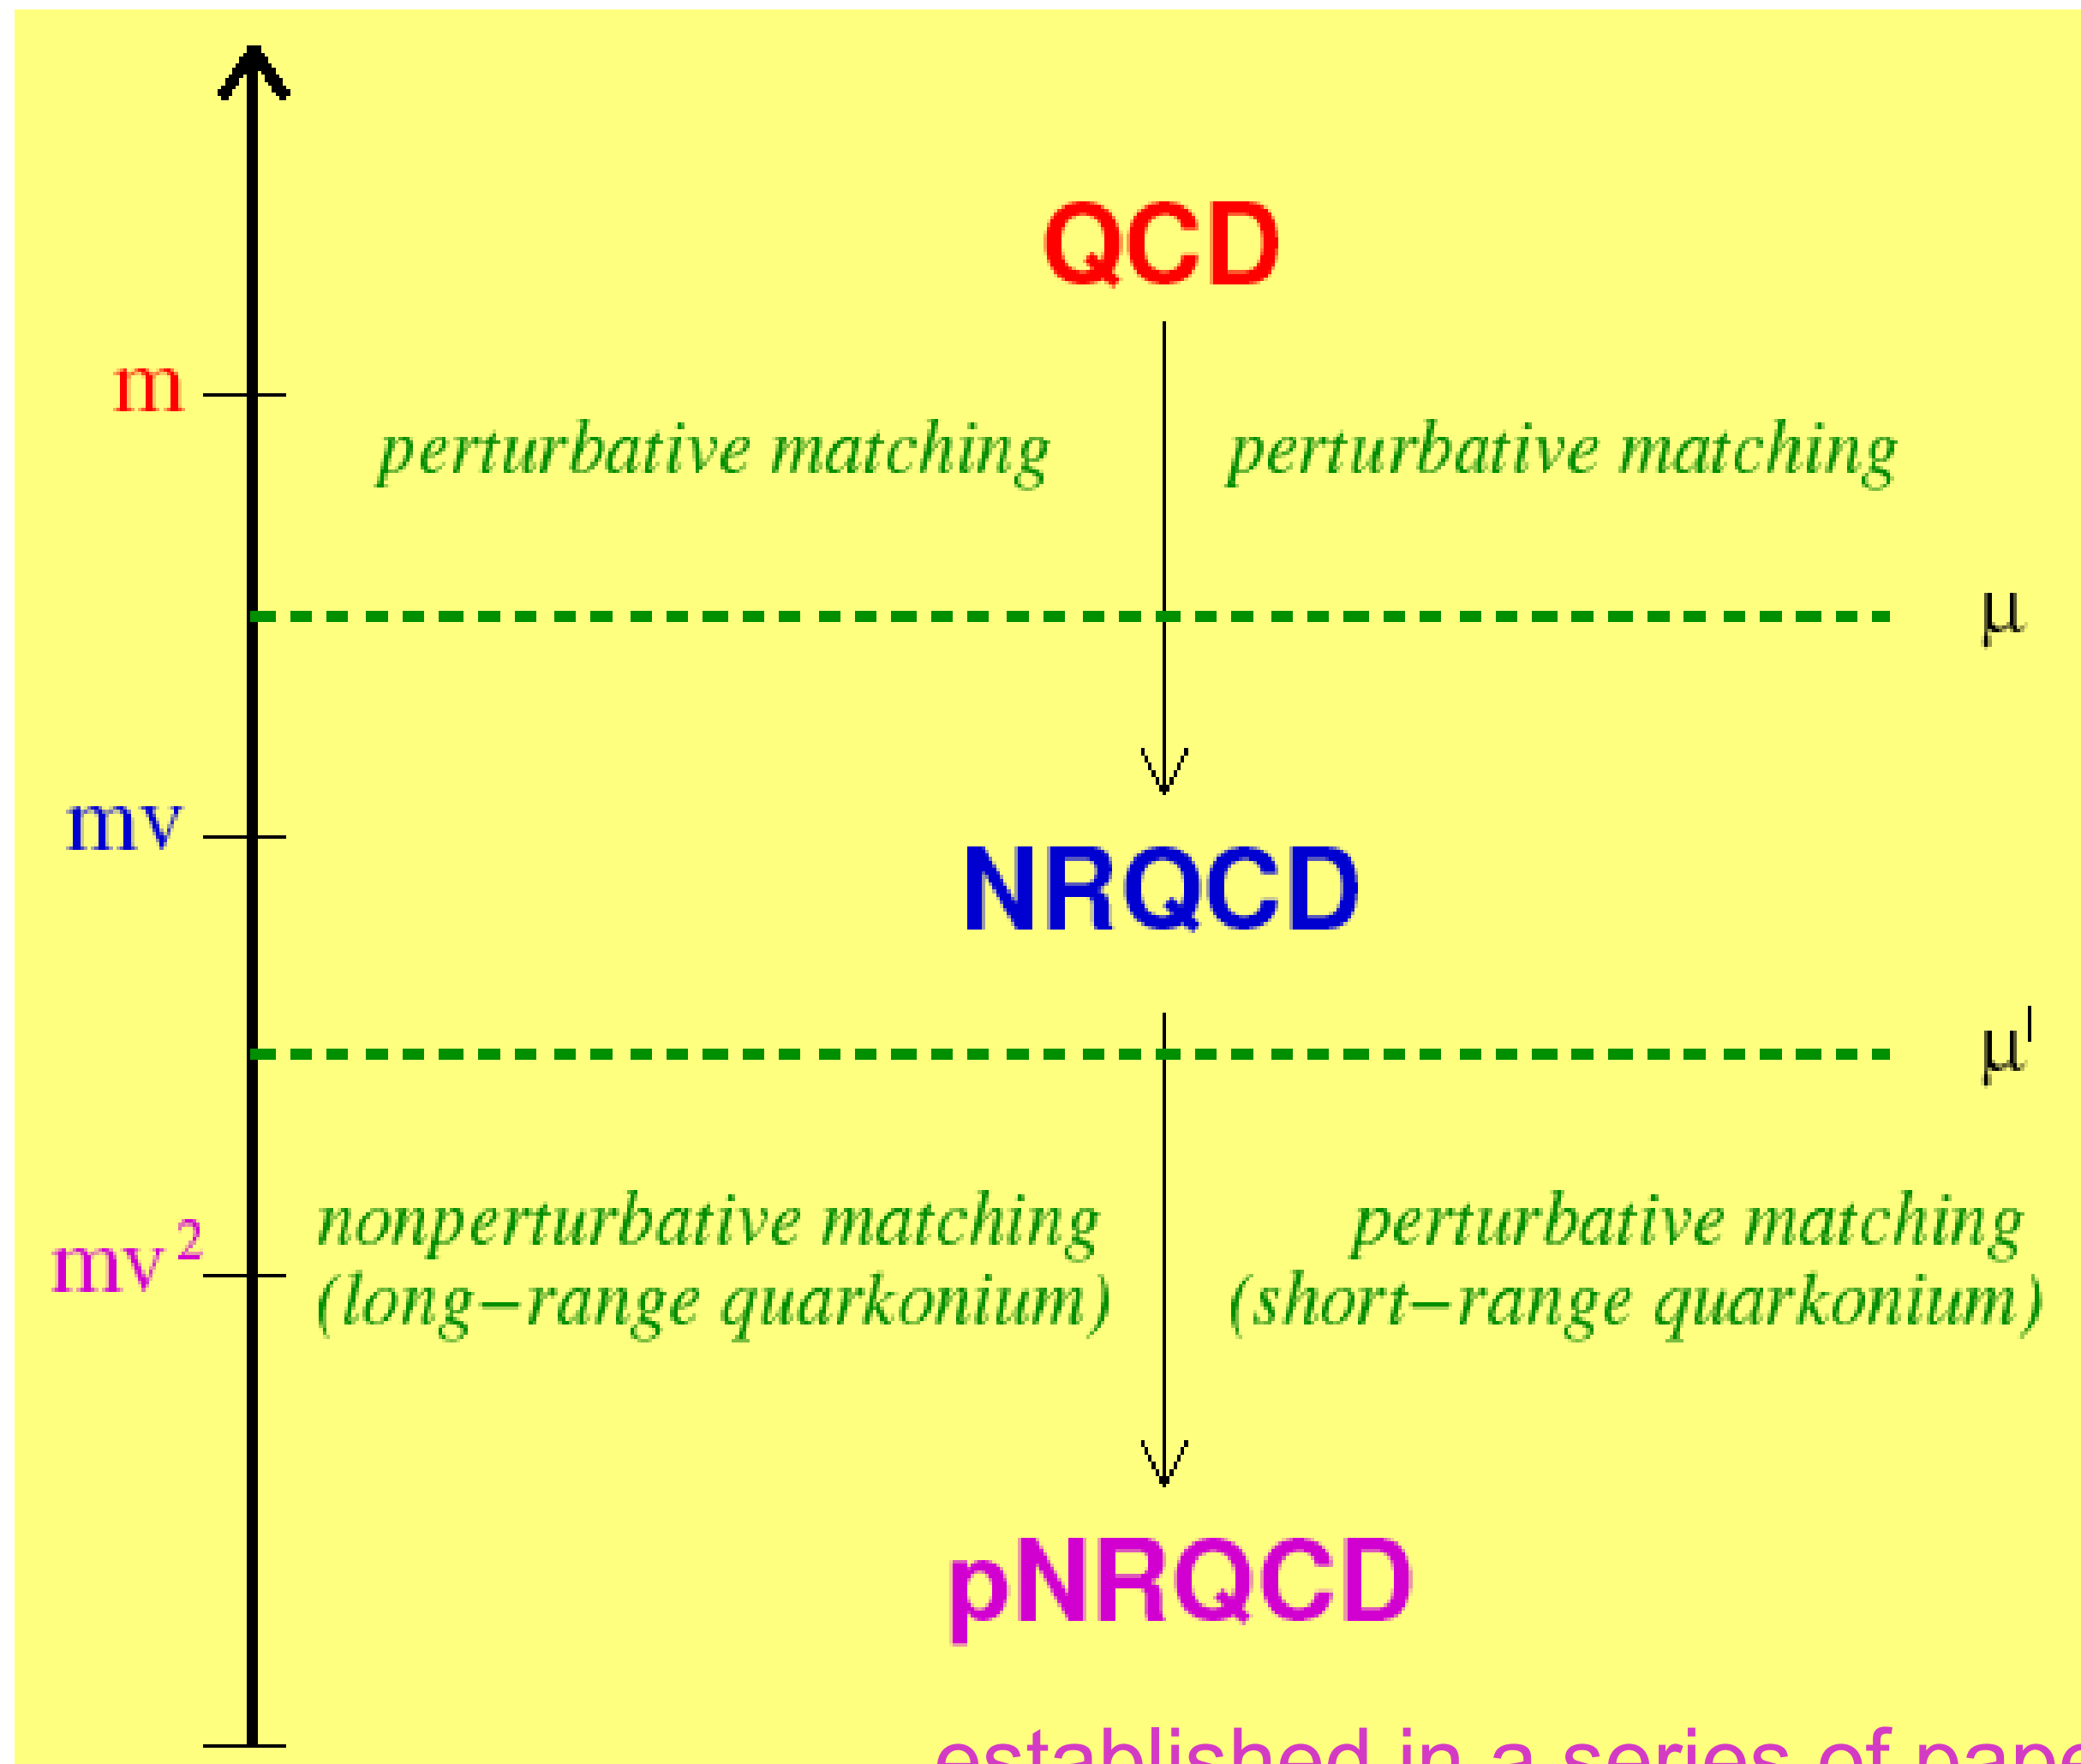 QCD
m
perturbative matching perturbative matching
μ
mv
NRQCD
μ'
nonperturbative matching perturbative matching
mv²
(long–range quarkonium) (short–range quarkonium)
pNRQCD
established in a series of